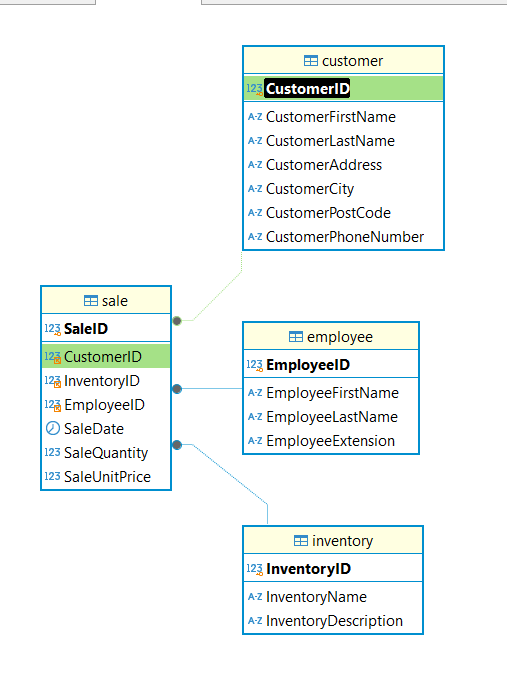 customer
123 CustomerID
A-Z CustomerFirstName
A-Z CustomerLastName
A-Z CustomerAddress
A-Z CustomerCity
A-Z CustomerPostCode
A-Z CustomerPhoneNumber
sale
123 SaleID
123 CustomerID
123 InventoryID
123 EmployeeID
SaleDate
123 SaleQuantity
123 SaleUnitPrice
employee
123 EmployeeID
A-Z EmployeeFirstName
A-Z EmployeeLastName
A-Z EmployeeExtension
inventory
123 InventoryID
A-Z InventoryName
A-Z InventoryDescription